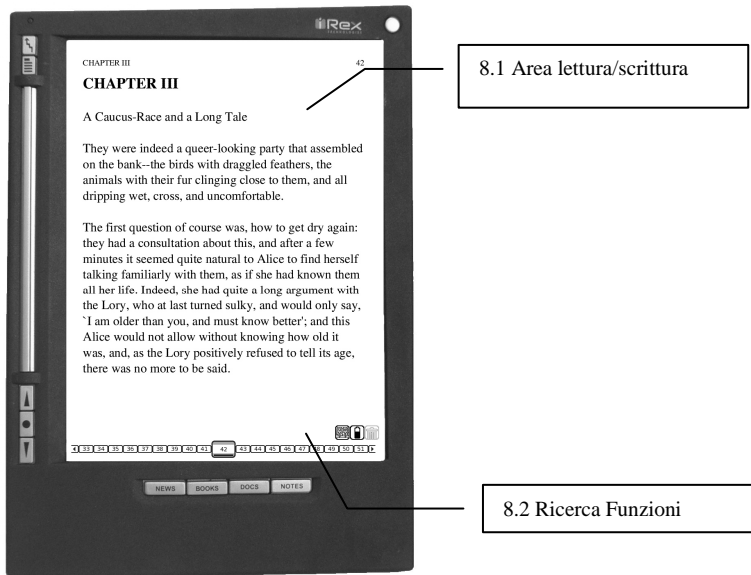 iRex
TECHNOLOGIES
CHAPTER III 42
CHAPTER III
A Caucus-Race and a Long Tale
They were indeed a queer-looking party that assembled
on the bank--the birds with draggled feathers, the
animals with their fur clinging close to them, and all
dripping wet, cross, and uncomfortable.
The first question of course was, how to get dry again:
they had a consultation about this, and after a few
minutes it seemed quite natural to Alice to find herself
talking familiarly with them, as if she had known them
all her life. Indeed, she had quite a long argument with
the Lory, who at last turned sulky, and would only say,
`I am older than you, and must know better'; and this
Alice would not allow without knowing how old it
was, and, as the Lory positively refused to tell its age,
there was no more to be said.
33 34 35 36 37 38 39 40 41 42 43 44 45 46 47 48 49 50 51
NEWS BOOKS DOCS NOTES
8.1 Area lettura/scrittura
8.2 Ricerca Funzioni